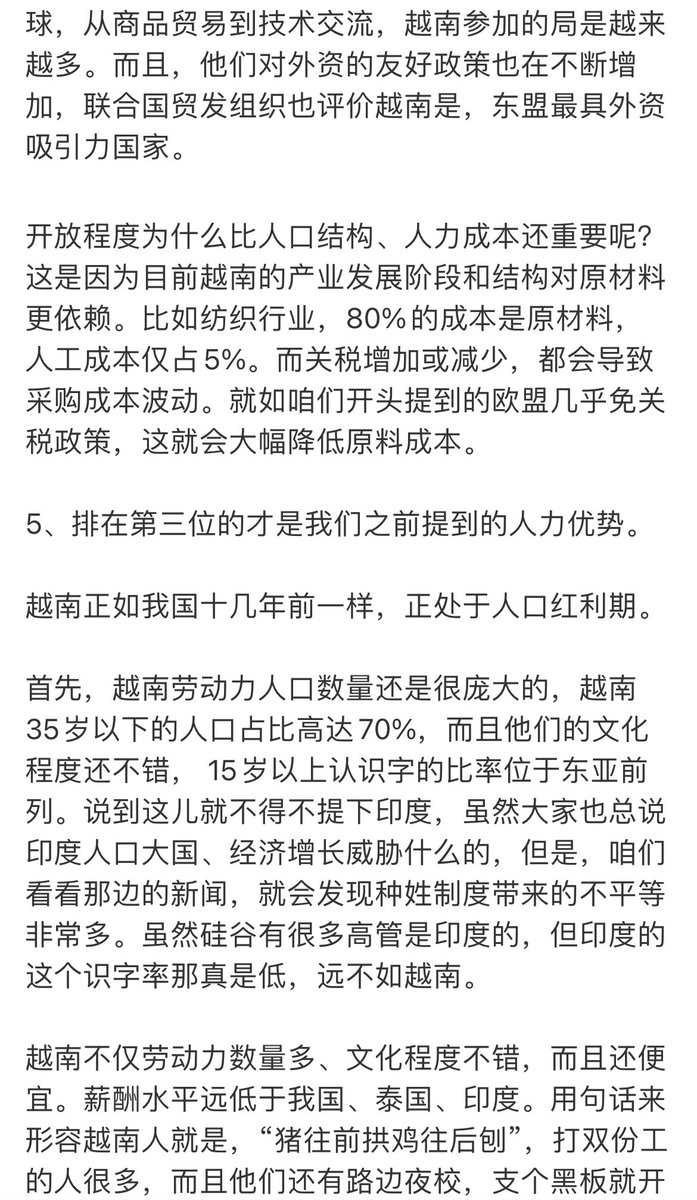 球，从商品贸易到技术交流，越南参加的局是越来
越多。而且，他们对外资的友好政策也在不断增
加，联合国贸发组织也评价越南是，东盟最具外资
吸引力国家。
开放程度为什么比人口结构、人力成本还重要呢？
这是因为目前越南的产业发展阶段和结构对原材料
更依赖。比如纺织行业，80%的成本是原材料，
人工成本仅占5%。而关税增加或减少，都会导致
采购成本波动。就如咱们开头提到的欧盟几乎免关
税政策，这就会大幅降低原料成本。
5、排在第三位的才是我们之前提到的人力优势。
越南正如我国十几年前一样，正处于人口红利期。
首先，越南劳动力人口数量还是很庞大的，越南
35岁以下的人口占比高达70%，而且他们的文化
程度还不错， 15岁以上认识字的比率位于东亚前
列。说到这儿就不得不提下印度，虽然大家也总说
印度人口大国、经济增长威胁什么的，但是，咱们
看看那边的新闻，就会发现种姓制度带来的不平等
非常多。虽然硅谷有很多高管是印度的，但印度的
这个识字率那真是低，远不如越南。
越南不仅劳动力数量多、文化程度不错，而且还便
宜。薪酬水平远低于我国、泰国、印度。用句话来
形容越南人就是，“猪往前拱鸡往后刨”，打双份工
的人很多，而且他们还有路边夜校，支个黑板就开